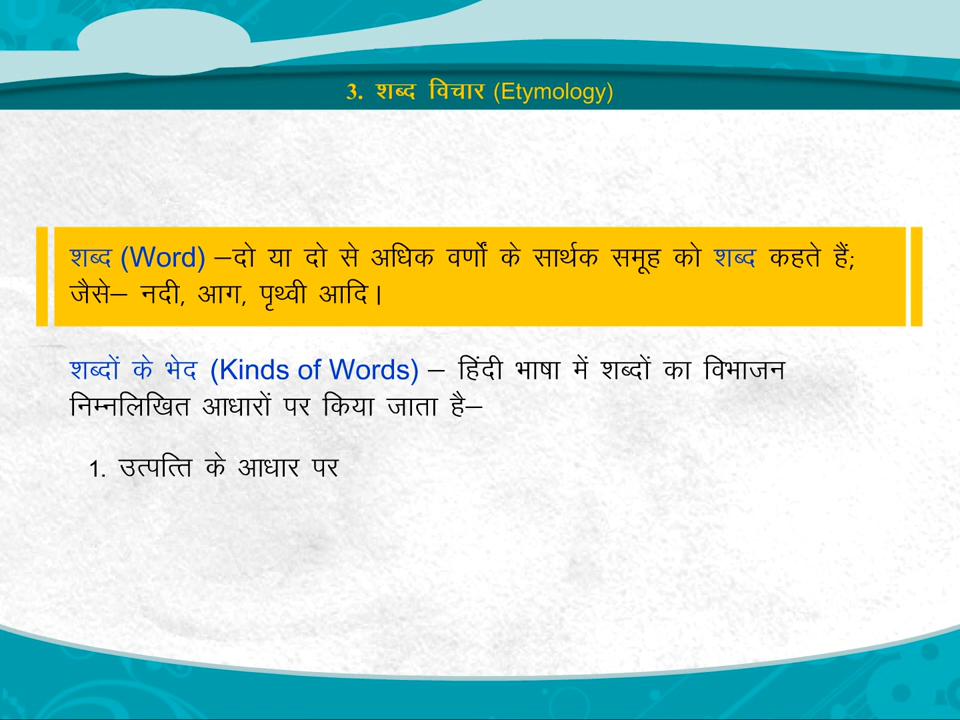 3. शब्द विचार (Etymology)
शब्द (Word) –दो या दो से अधिक वर्णों के सार्थक समूह को शब्द कहते हैं;
जैसे– नदी, आग, पृथ्वी आदि।
शब्दों के भेद (Kinds of Words) – हिंदी भाषा में शब्दों का विभाजन
निम्नलिखित आधारों पर किया जाता है–
1. उत्पत्ति के आधार पर